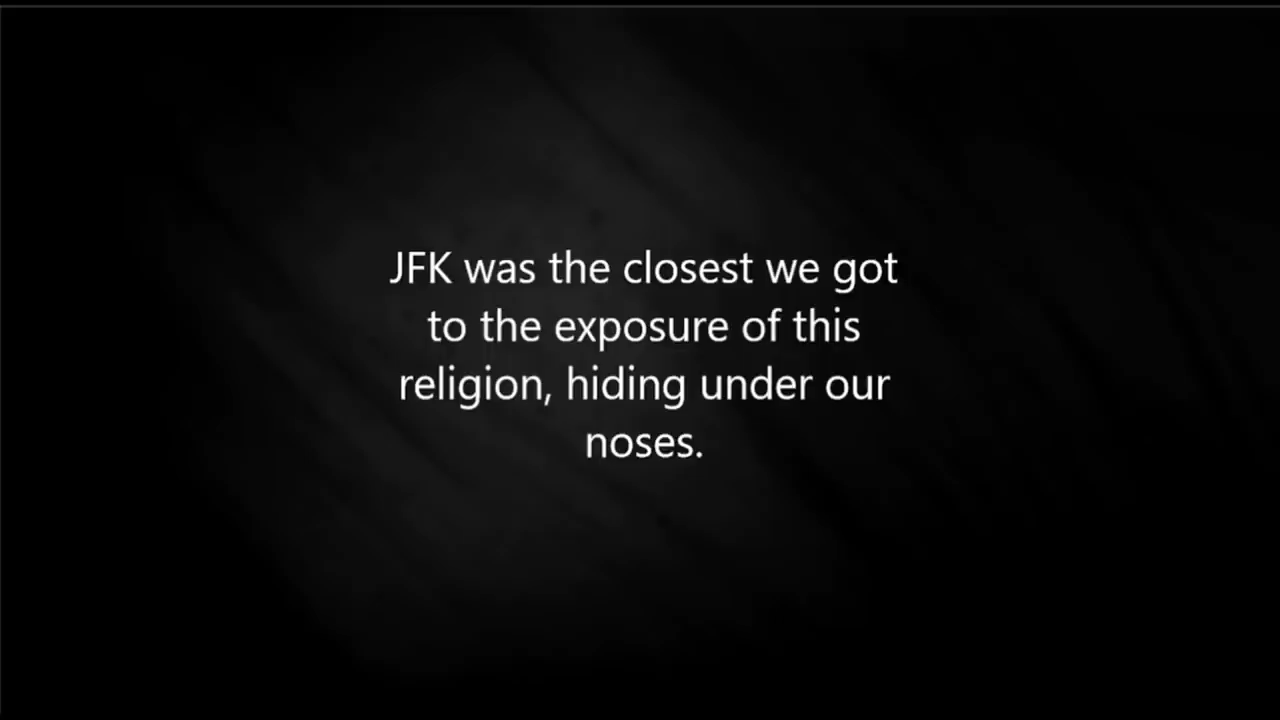 JFK was the closest we got
to the exposure of this
religion, hiding under our
noses.